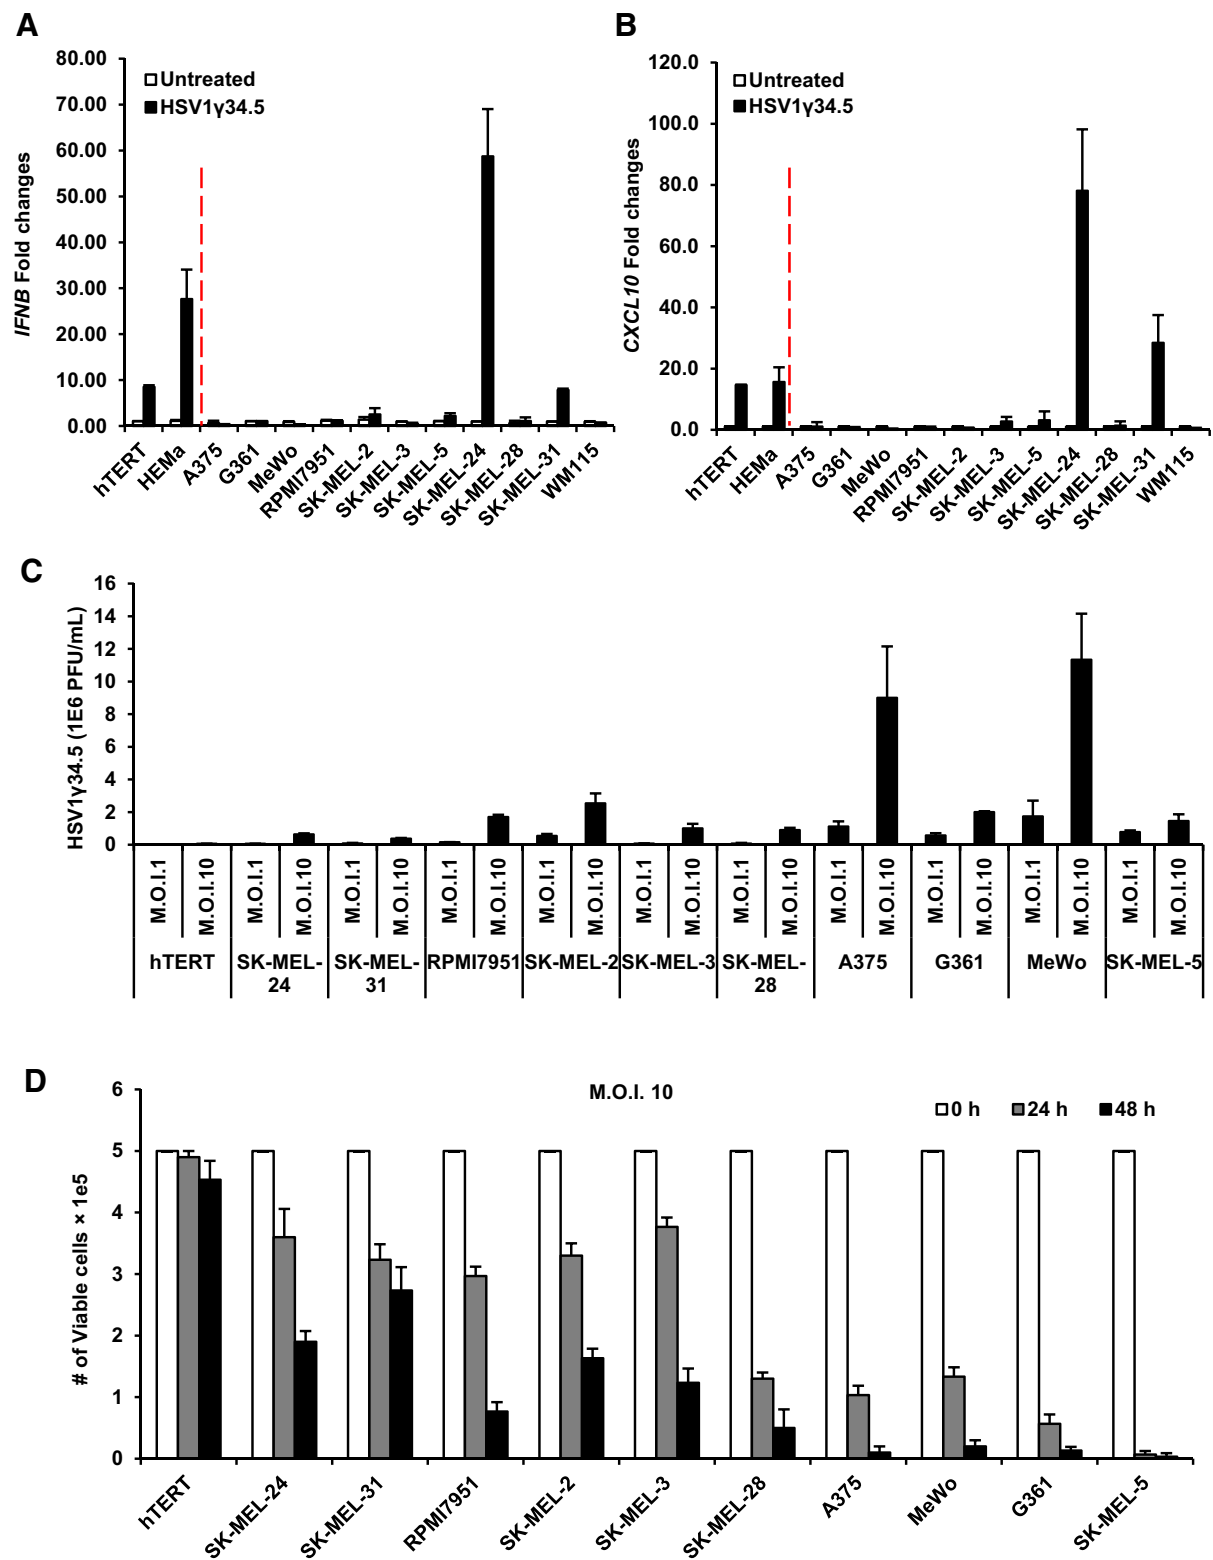 A
80.00
70.00
60.00
50.00
40.00
30.00
20.00
10.00
0.00
IFNB Fold changes
Untreated
HSV1γ34.5
hTERT
HEMa
A375
G361
MeWo
RPMI7951
SK-MEL-2
SK-MEL-3
SK-MEL-5
SK-MEL-24
SK-MEL-28
SK-MEL-31
WM115
B
120.0
100.0
80.0
60.0
40.0
20.0
0.0
CXCL10 Fold changes
Untreated
HSV1γ34.5
hTERT
HEMa
A375
G361
MeWo
RPMI7951
SK-MEL-2
SK-MEL-3
SK-MEL-5
SK-MEL-24
SK-MEL-28
SK-MEL-31
WM115
C
16
14
12
10
8
6
4
2
0
HSV1γ34.5 (1E6 PFU/mL)
M.O.I.1
M.O.I.10
M.O.I.1
M.O.I.10
M.O.I.1
M.O.I.10
M.O.I.1
M.O.I.10
M.O.I.1
M.O.I.10
M.O.I.1
M.O.I.10
M.O.I.1
M.O.I.10
M.O.I.1
M.O.I.10
M.O.I.1
M.O.I.10
M.O.I.1
M.O.I.10
M.O.I.1
M.O.I.10
hTERT
SK-MEL-
24
SK-MEL-
31
RPMI7951
SK-MEL-2
SK-MEL-3
SK-MEL-
28
A375
G361
MeWo
SK-MEL-5
D
M.O.I. 10
0 h
24 h
48 h
6
5
4
3
2
1
0
# of Viable cells × 1e5
hTERT
SK-MEL-24
SK-MEL-31
RPMI7951
SK-MEL-2
SK-MEL-3
SK-MEL-28
A375
MeWo
G361
SK-MEL-5